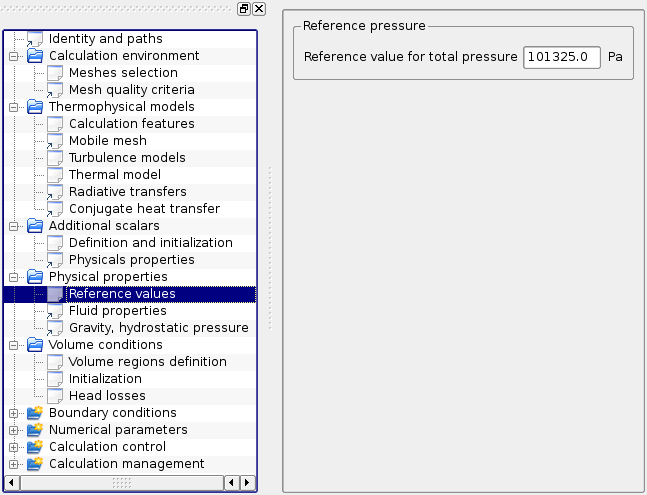 Identity and paths
Calculation environment
Meshes selection
Mesh quality criteria
Thermophysical models
Calculation features
Mobile mesh
Turbulence models
Thermal model
Radiative transfers
Conjugate heat transfer
Additional scalars
Definition and initialization
Physicals properties
Physical properties
Reference values
Fluid properties
Gravity, hydrostatic pressure
Volume conditions
Volume regions definition
Initialization
Head losses
Boundary conditions
Numerical parameters
Calculation control
Calculation management
Reference pressure
Reference value for total pressure 101325.0 Pa